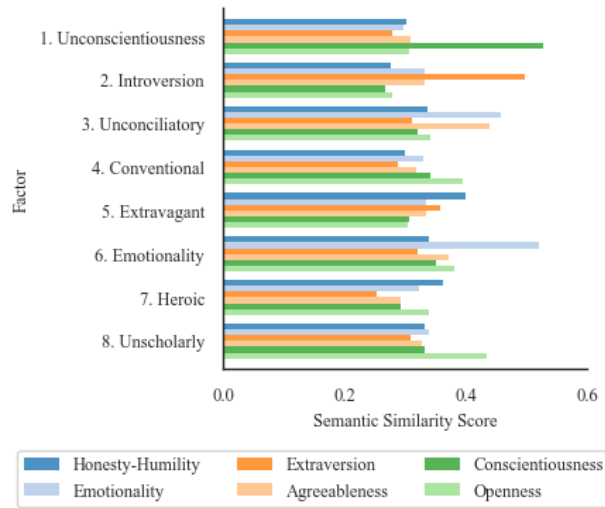 1. Unconscientiousness
2. Introversion
3. Unconciliatory
4. Conventional
5. Extravagant
6. Emotionality
7. Heroic
8. Unscholarly
Factor
0.0 0.2 0.4 0.6
Semantic Similarity Score
Honesty-Humility Extraversion Conscientiousness
Emotionality Agreeableness Openness